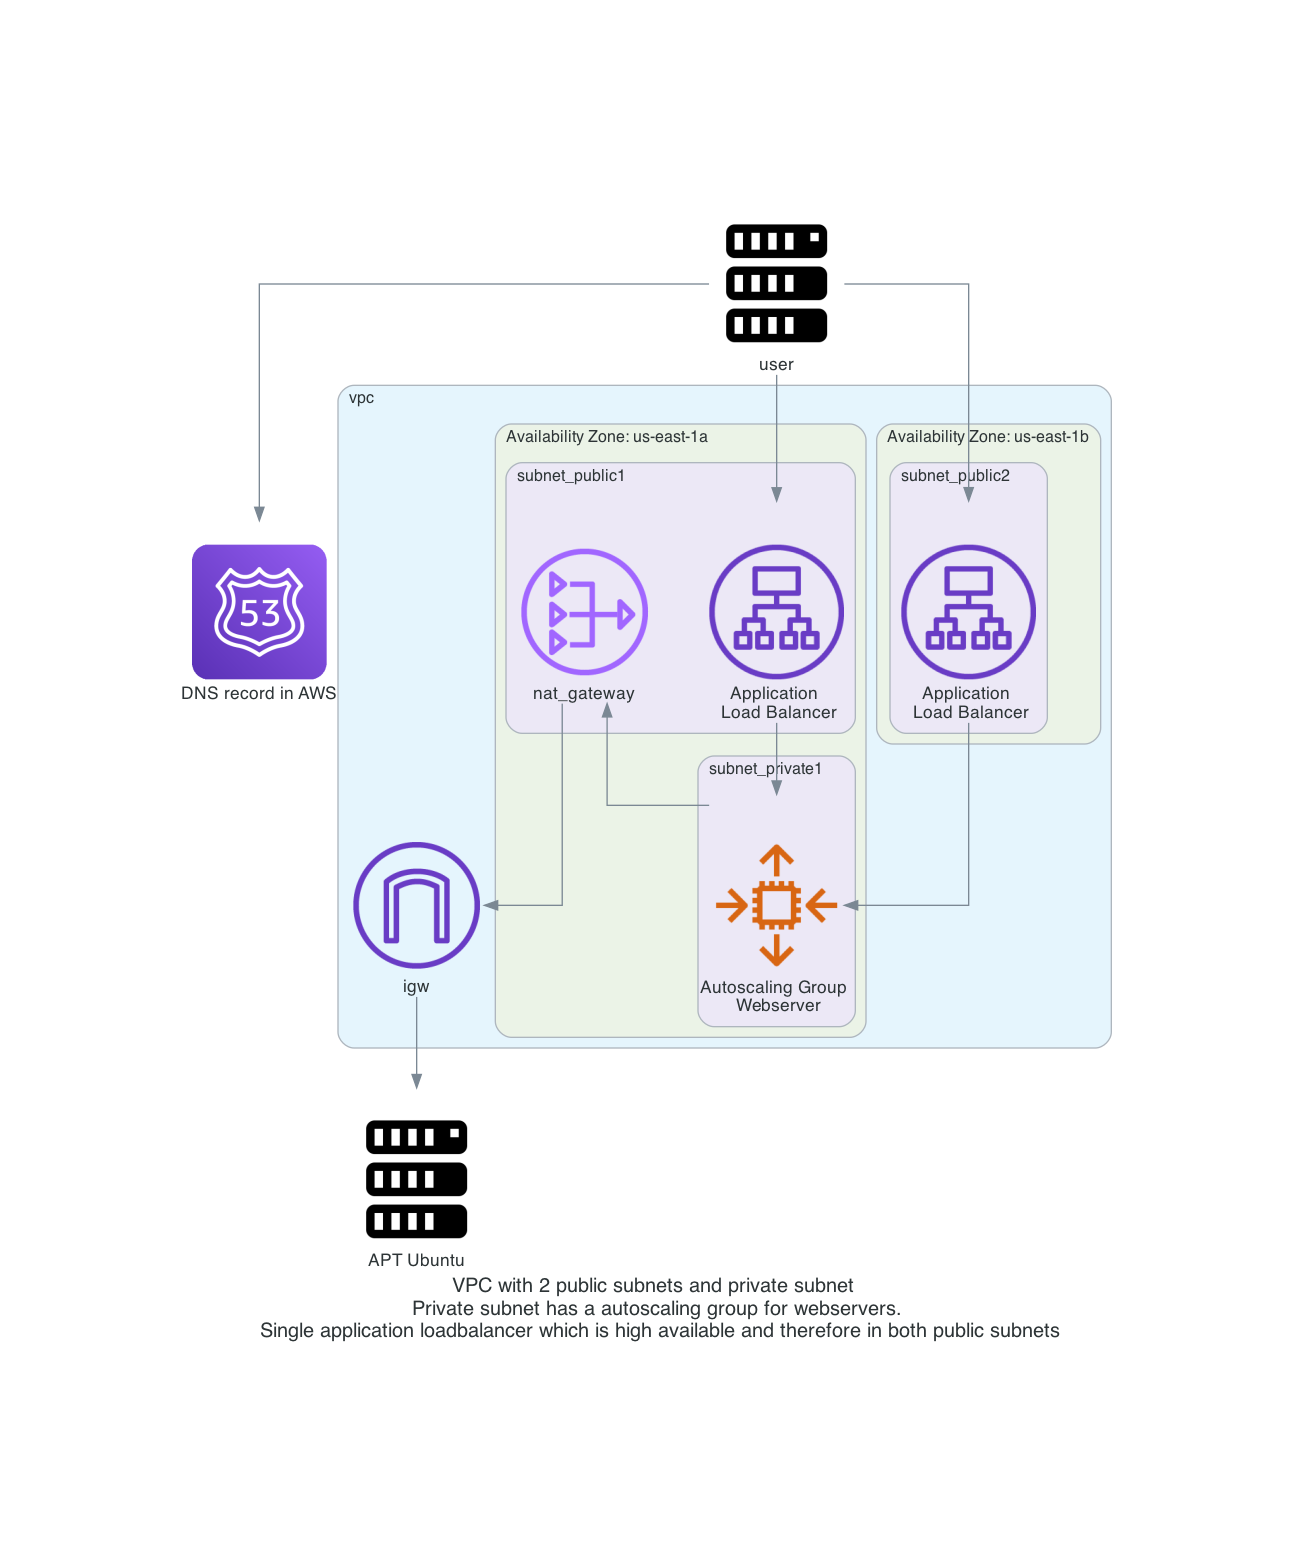 user
vpc
Availability Zone: us-east-1a
Availability Zone: us-east-1b
subnet_public1
subnet_public2
53
DNS record in AWS
nat_gateway
Application
Load Balancer
Application
Load Balancer
subnet_private1
igw
Autoscaling Group
Webserver
APT Ubuntu
VPC with 2 public subnets and private subnet
Private subnet has a autoscaling group for webservers.
Single application loadbalancer which is high available and therefore in both public subnets